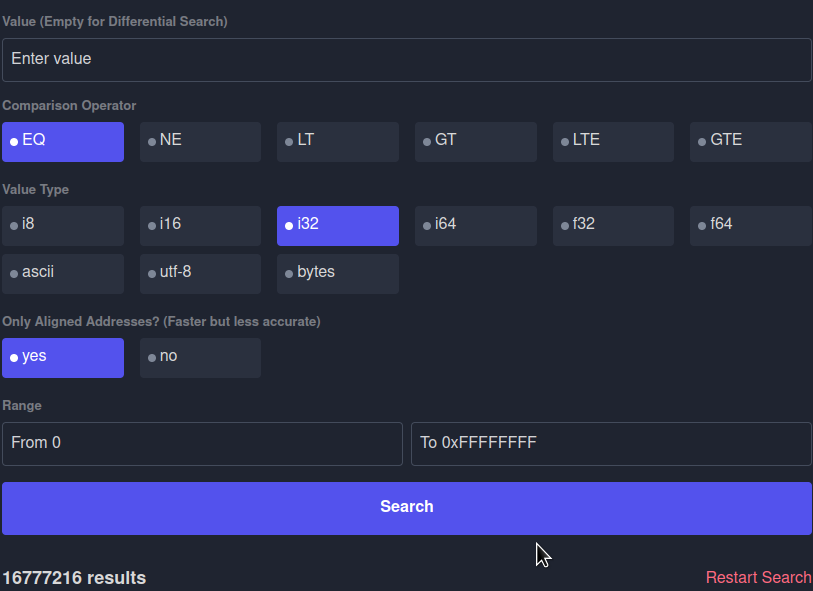 Value (Empty for Differential Search)
Enter value
Comparison Operator
EQ NE LT GT LTE GTE
Value Type
i8 i16 i32 i64 f32 f64
ascii utf-8 bytes
Only Aligned Addresses? (Faster but less accurate)
yes no
Range
From 0 To 0xFFFFFFFF
Search
16777216 results Restart Search